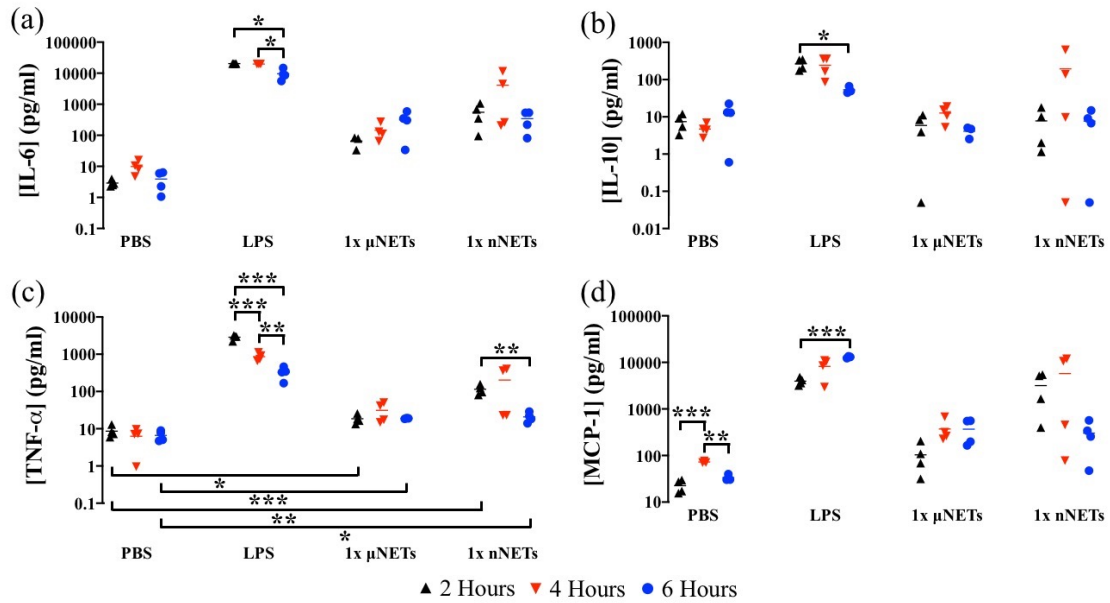 (a)
[IL-6] (pg/ml)
100000
10000
1000
100
10
1
0.1
*
*
PBS
LPS
1x µNETs
1x nNETs
(b)
[IL-10] (pg/ml)
1000
100
10
1
0.1
0.01
*
PBS
LPS
1x µNETs
1x nNETs
(c)
[TNF-α] (pg/ml)
10000
1000
100
10
1
0.1
***
***
**
**
*
***
**
*
PBS
LPS
1x µNETs
1x nNETs
(d)
[MCP-1] (pg/ml)
100000
10000
1000
100
10
***
**
***
PBS
LPS
1x µNETs
1x nNETs
▲ 2 Hours ▼ 4 Hours ● 6 Hours